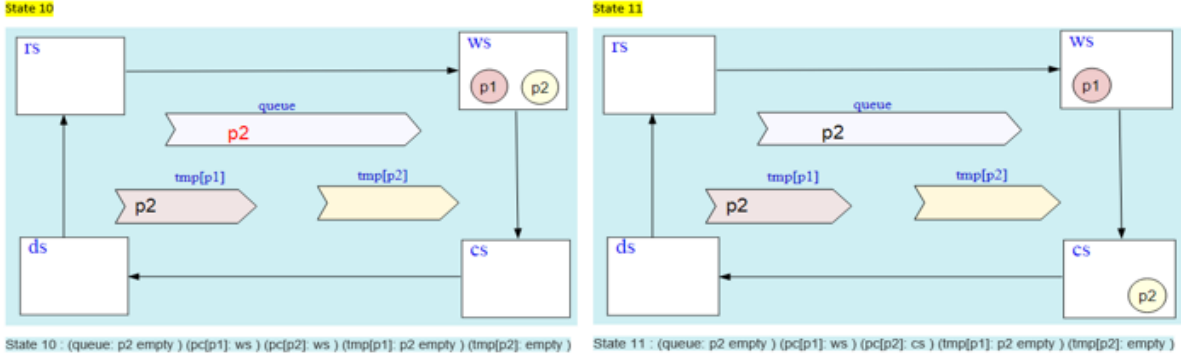 State 10
rs
ws
p1
p2
queue
p2
tmp[p1]
tmp[p2]
p2
ds
cs
State 10 : (queue: p2 empty ) (pc[p1]: ws ) (pc[p2]: ws ) (tmp[p1]: p2 empty ) (tmp[p2]: empty )
State 11
rs
ws
p1
queue
p2
tmp[p1]
tmp[p2]
p2
ds
cs
p2
State 11 : (queue: p2 empty ) (pc[p1]: ws ) (pc[p2]: cs ) (tmp[p1]: p2 empty ) (tmp[p2]: empty )